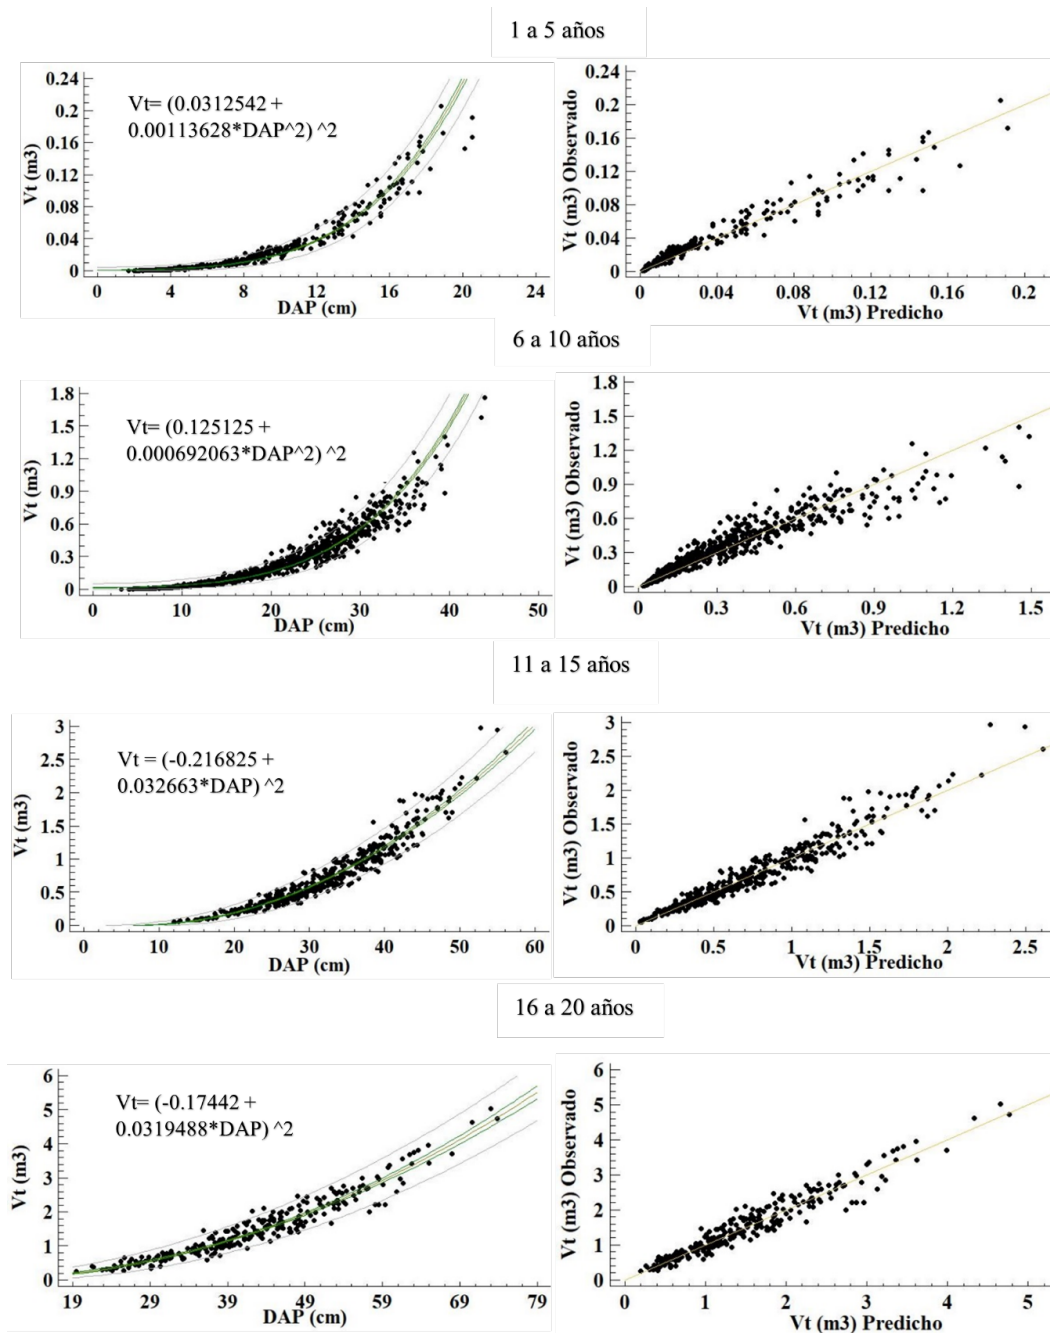 1 a 5 años
0.24
0.2
0.16
0.12
0.08
0.04
0
Vt (m3)
Vt= (0.0312542 +
0.00113628*DAP^2) ^2
0 4 8 12 16 20 24
DAP (cm)
0.24
0.2
0.16
0.12
0.08
0.04
0
Vt (m3) Observado
0 0.04 0.08 0.12 0.16 0.2
Vt (m3) Predicho
6 a 10 años
1.8
1.5
1.2
0.9
0.6
0.3
0
Vt (m3)
Vt= (0.125125 +
0.000692063*DAP^2) ^2
0 10 20 30 40 50
DAP (cm)
1.8
1.5
1.2
0.9
0.6
0.3
0
Vt (m3) Observado
0 0.3 0.6 0.9 1.2 1.5
Vt (m3) Predicho
11 a 15 años
3
2.5
2
1.5
1
0.5
0
Vt (m3)
Vt = (-0.216825 +
0.032663*DAP) ^2
0 10 20 30 40 50 60
DAP (cm)
3
2.5
2
1.5
1
0.5
0
Vt (m3) Observado
0 0.5 1 1.5 2 2.5
Vt (m3) Predicho
16 a 20 años
6
5
4
3
2
1
0
Vt (m3)
Vt= (-0.17442 +
0.0319488*DAP) ^2
19 29 39 49 59 69 79
DAP (cm)
6
5
4
3
2
1
0
Vt (m3) Observado
0 1 2 3 4 5
Vt (m3) Predicho